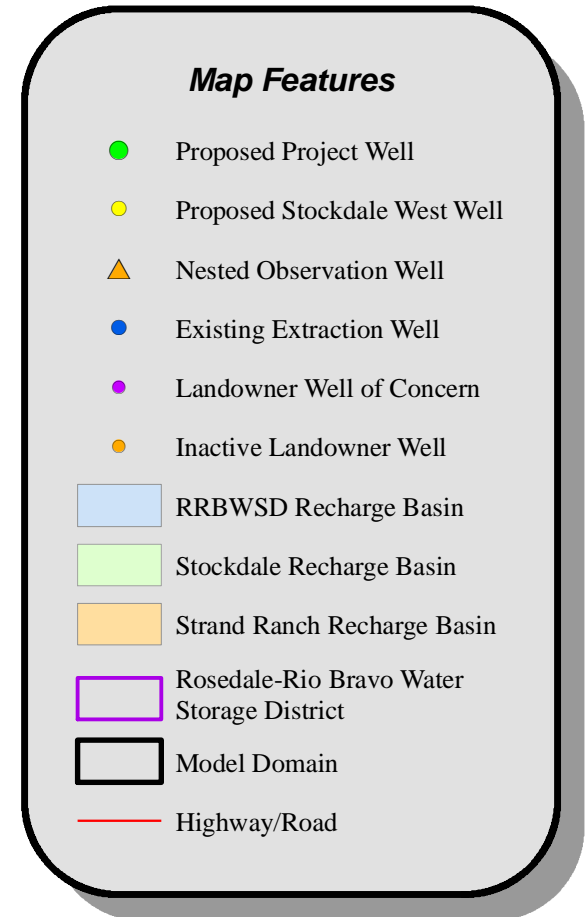 Map Features
Proposed Project Well
Proposed Stockdale West Well
Nested Observation Well
Existing Extraction Well
Landowner Well of Concern
Inactive Landowner Well
RRBWSD Recharge Basin
Stockdale Recharge Basin
Strand Ranch Recharge Basin
Rosedale-Rio Bravo Water
Storage District
Model Domain
Highway/Road